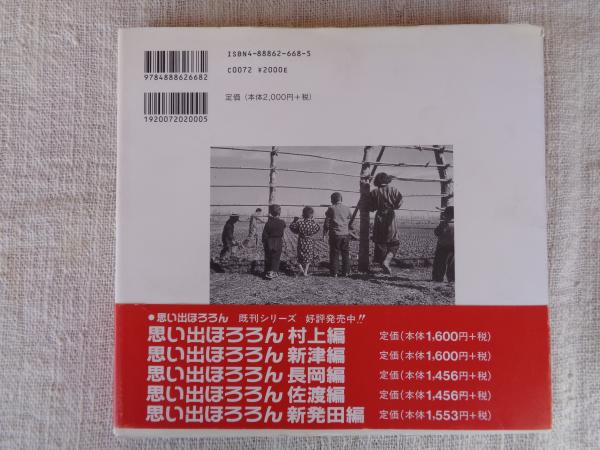 ISBN4-88862-668-5
C0072 ¥2000E
9784888626682
定価（本体2,000円＋税）
1920072020005
●思い出ほろろん 既刊シリーズ 好評発売中!!
思い出ほろろん 村上編 定価（本体1,600円＋税）
思い出ほろろん 新津編 定価（本体1,600円＋税）
思い出ほろろん 長岡編 定価（本体1,456円＋税）
思い出ほろろん 佐渡編 定価（本体1,456円＋税）
思い出ほろろん 新発田編 定価（本体1,553円＋税）